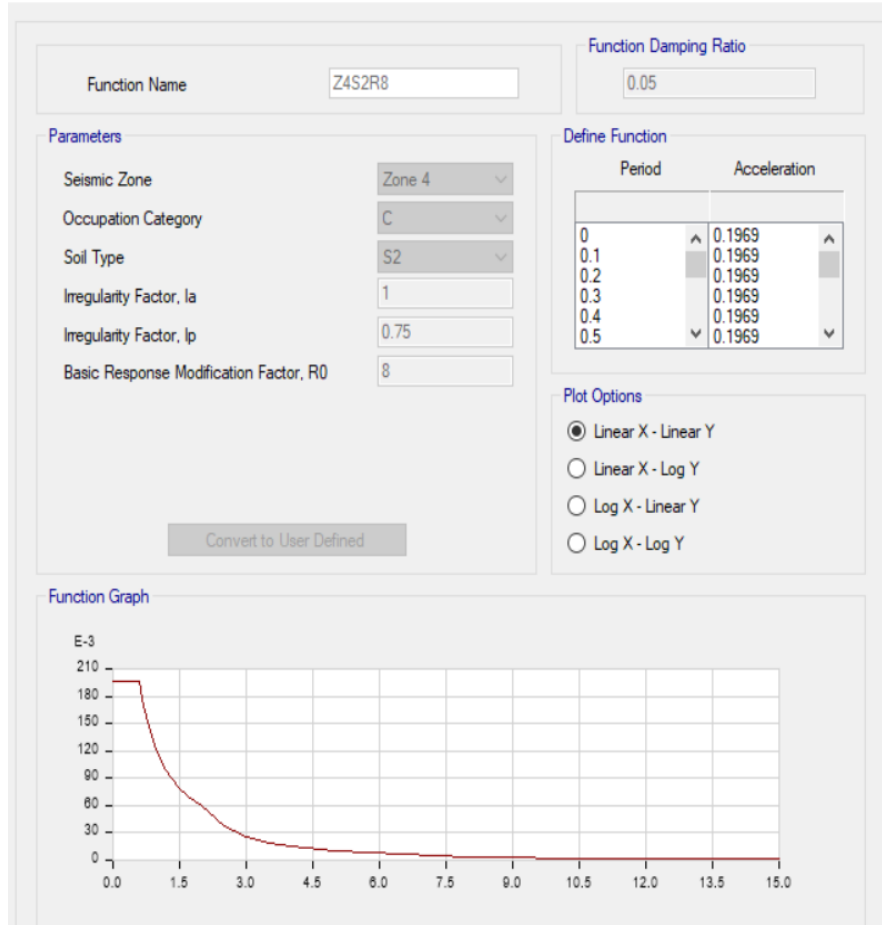 Function Damping Ratio
Function Name Z4S2R8 0.05
Parameters
Seismic Zone Zone 4
Occupation Category C
Soil Type S2
Irregularity Factor, Ia 1
Irregularity Factor, Ip 0.75
Basic Response Modification Factor, R0 8
Convert to User Defined
Define Function
Period Acceleration
0 0.1969
0.1 0.1969
0.2 0.1969
0.3 0.1969
0.4 0.1969
0.5 0.1969
Plot Options
Linear X - Linear Y
Linear X - Log Y
Log X - Linear Y
Log X - Log Y
Function Graph
E-3
210
180
150
120
90
60
30
0
0.0 1.5 3.0 4.5 6.0 7.5 9.0 10.5 12.0 13.5 15.0